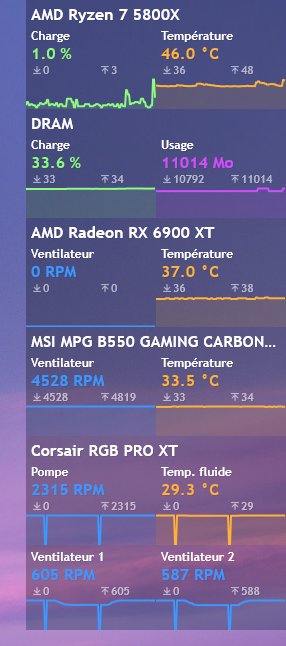 AMD Ryzen 7 5800X
Charge Température
1.0 % 46.0 °C
↓0 ↑3 ↓36 ↑48
DRAM
Charge Usage
33.6 % 11014 Mo
↓33 ↑34 ↓10792 ↑11014
AMD Radeon RX 6900 XT
Ventilateur Température
0 RPM 37.0 °C
↓0 ↑0 ↓36 ↑38
MSI MPG B550 GAMING CARBON...
Ventilateur Température
4528 RPM 33.5 °C
↓4528 ↑4819 ↓33 ↑34
Corsair RGB PRO XT
Pompe Temp. fluide
2315 RPM 29.3 °C
↓0 ↑2315 ↓0 ↑29
Ventilateur 1 Ventilateur 2
605 RPM 587 RPM
↓0 ↑605 ↓0 ↑588